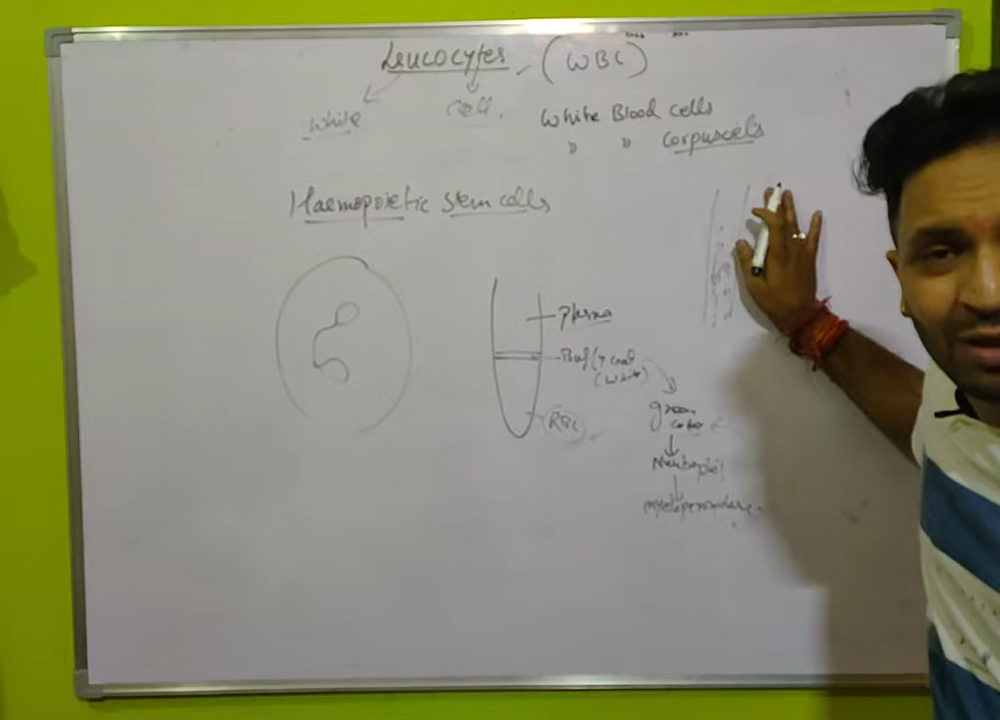 Leucocytes (WBC)
White cell.
White Blood cells
" " Corpuscels
Haemopoietic stem cells
plasma
Buffy coat
(white)
RBC
green
color
Neutrophil
myeloperoxidase